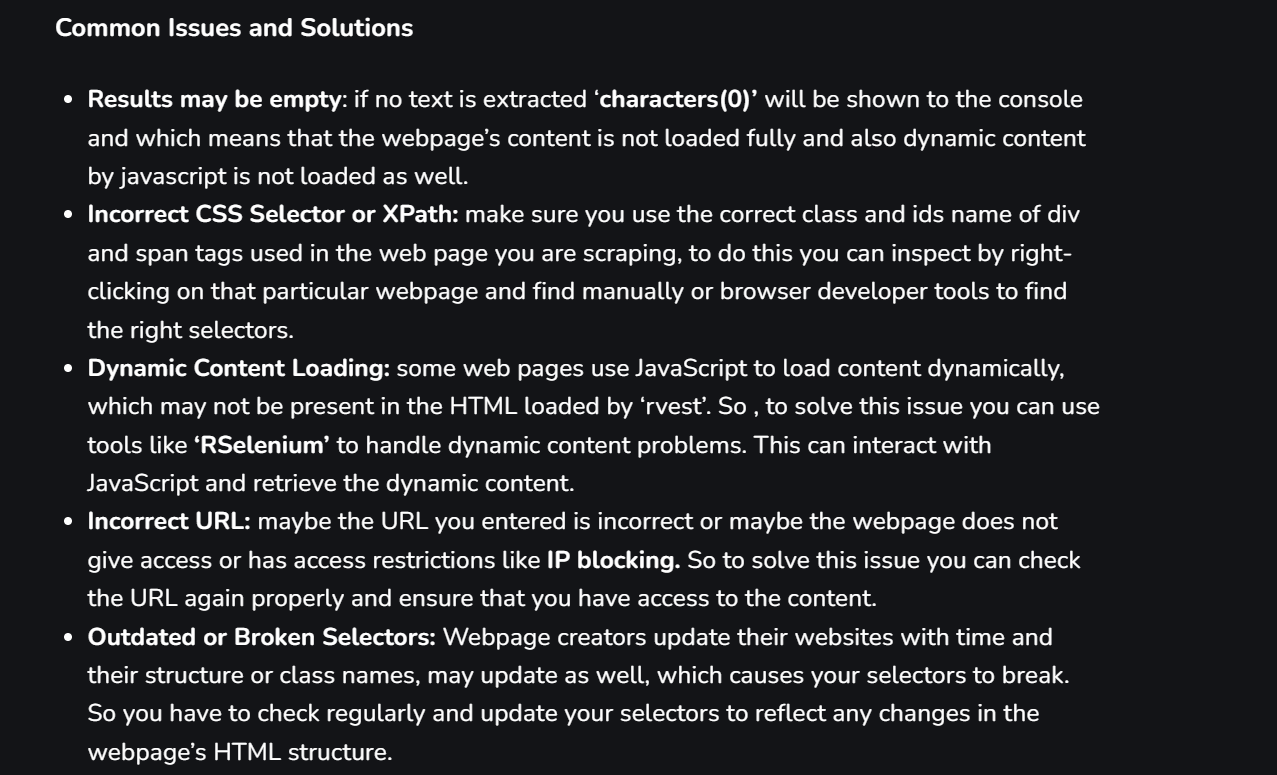 Common Issues and Solutions
• Results may be empty: if no text is extracted ‘characters(0)’ will be shown to the console
and which means that the webpage’s content is not loaded fully and also dynamic content
by javascript is not loaded as well.
• Incorrect CSS Selector or XPath: make sure you use the correct class and ids name of div
and span tags used in the web page you are scraping, to do this you can inspect by right-
clicking on that particular webpage and find manually or browser developer tools to find
the right selectors.
• Dynamic Content Loading: some web pages use JavaScript to load content dynamically,
which may not be present in the HTML loaded by ‘rvest’. So , to solve this issue you can use
tools like ‘RSelenium’ to handle dynamic content problems. This can interact with
JavaScript and retrieve the dynamic content.
• Incorrect URL: maybe the URL you entered is incorrect or maybe the webpage does not
give access or has access restrictions like IP blocking. So to solve this issue you can check
the URL again properly and ensure that you have access to the content.
• Outdated or Broken Selectors: Webpage creators update their websites with time and
their structure or class names, may update as well, which causes your selectors to break.
So you have to check regularly and update your selectors to reflect any changes in the
webpage’s HTML structure.